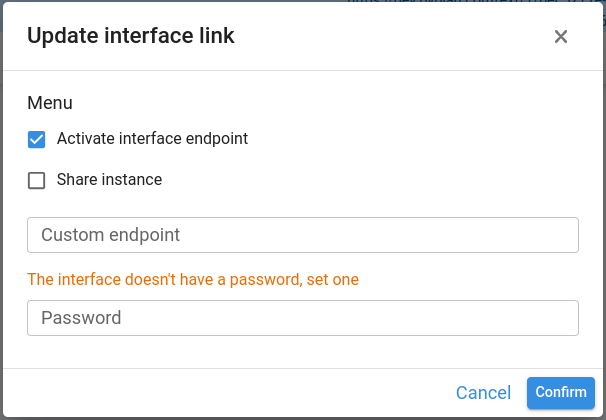 Update interface link
Menu
Activate interface endpoint
Share instance
Custom endpoint
The interface doesn't have a password, set one
Password
Cancel Confirm